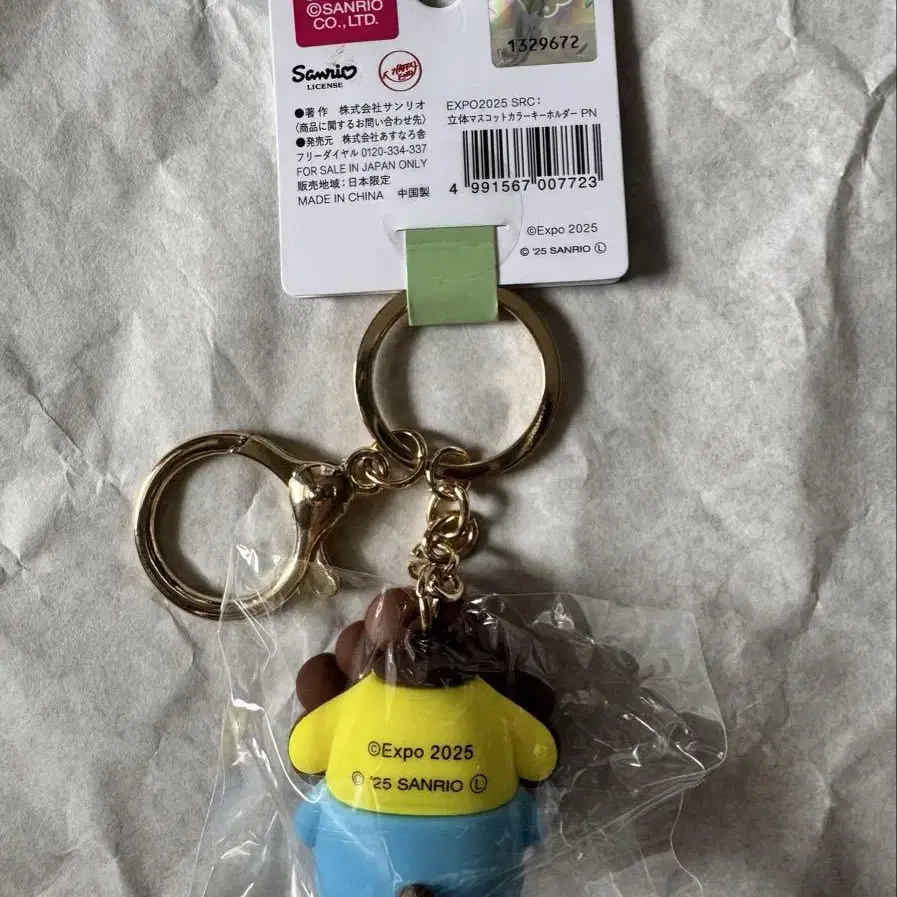 ©SANRIO
CO.,LTD.
1329672
Sanrio
LICENSE
●著作 株式会社サンリオ
〈商品に関するお問い合わせ先〉
●発売元 株式会社あすなろ舎
フリーダイヤル 0120-334-337
FOR SALE IN JAPAN ONLY
販売地域：日本限定
MADE IN CHINA 中国製
EXPO2025 SRC：
立体マスコットカラーキーホルダー PN
4 991567 007723
©Expo 2025
© '25 SANRIO Ⓛ
©Expo 2025
© '25 SANRIO Ⓛ